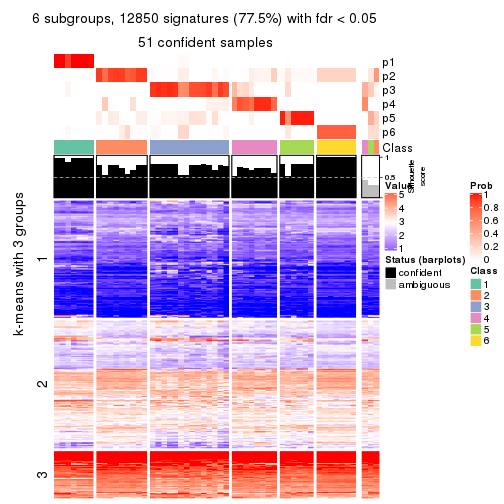 6 subgroups, 12850 signatures (77.5%) with fdr < 0.05
51 confident samples
p1
p2
p3
p4
p5
p6
Class
1
0.5
0
Silhouette
score
k-means with 3 groups
1
2
3
Value
5
4
3
2
1
Status (barplots)
confident
ambiguous
Prob
1
0.8
0.6
0.4
0.2
0
Class
1
2
3
4
5
6